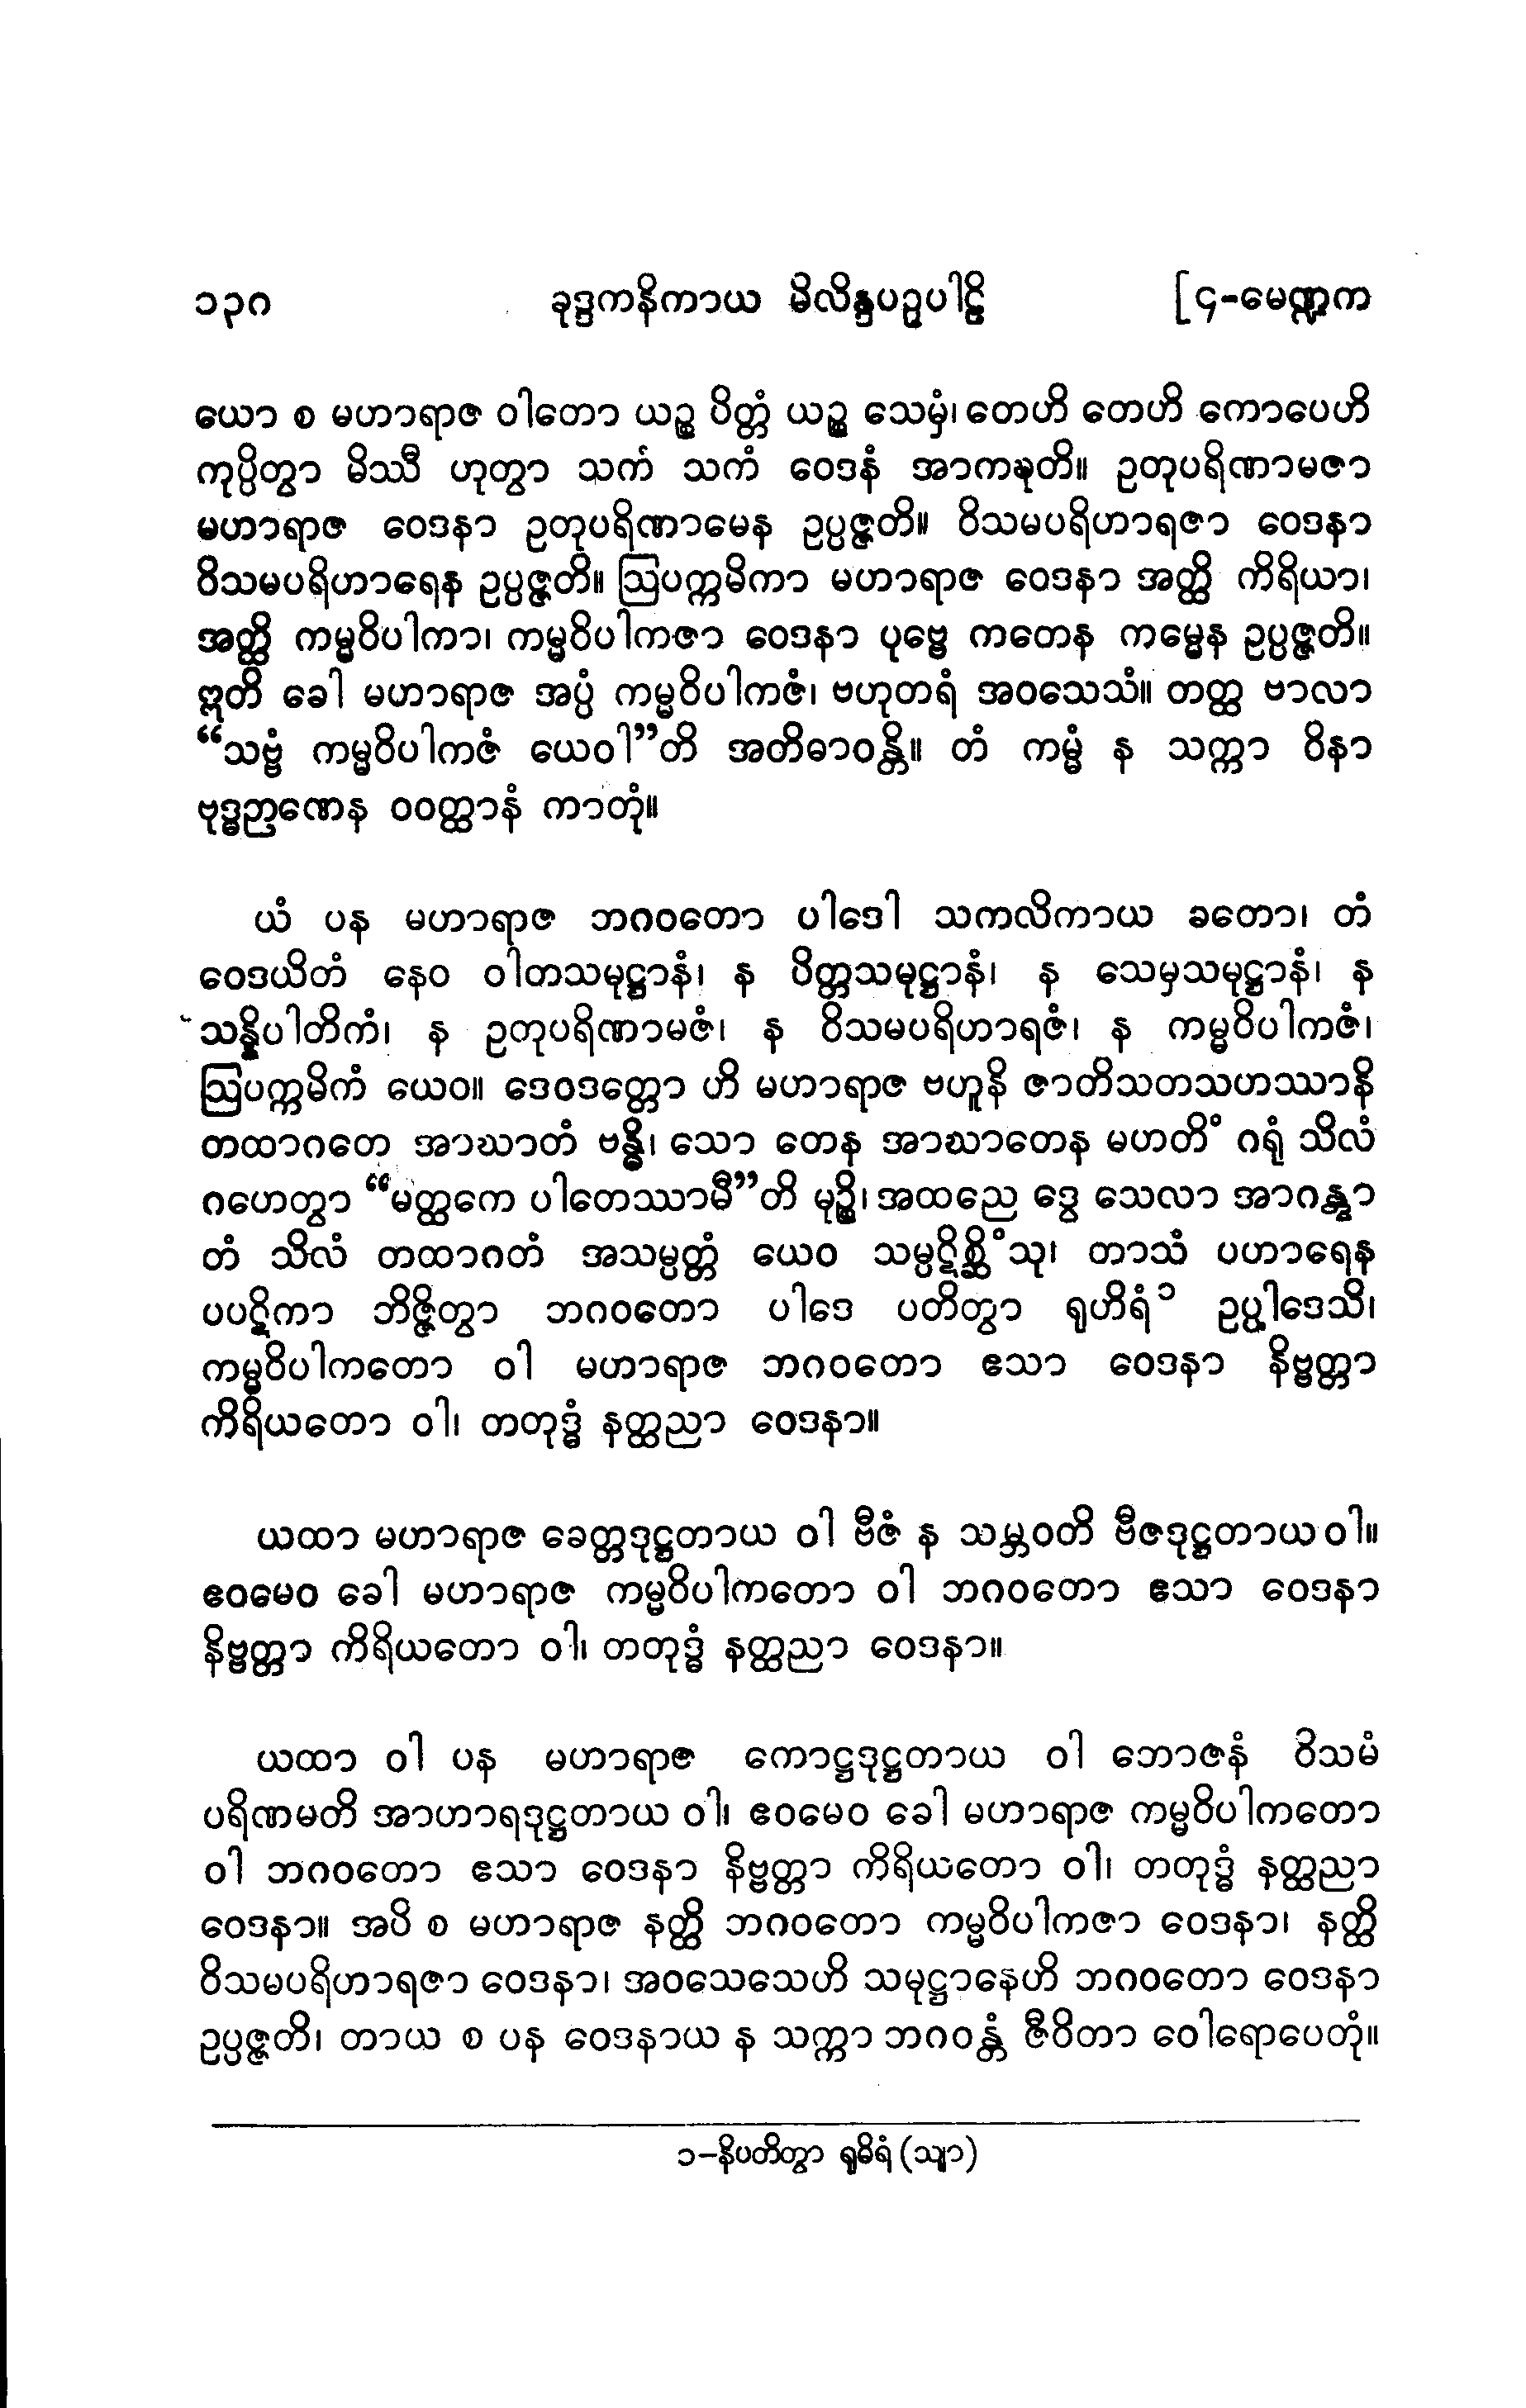 ၁၃ဂ ခုဒ္ဒကနိကာယ မိလိန္ဒပဉှပါဠိ [၄-မေဏ္ဍက
ယော စ မဟာရာဇ ဝါတော ယဉ္စ ပိတ္တံ ယဉ္စ သေမှံ၊ တေဟိ တေဟိ ကောပေဟိ
ကုပ္ပိတွာ မိဿီ ဟုတွာ သကံ သကံ ဝေဒနံ အာကဍ္ဎတိ။ ဥတုပရိဏာမဇာ
မဟာရာဇ ဝေဒနာ ဥတုပရိဏာမေန ဥပ္ပဇ္ဇတိ။ ဝိသမပရိဟာရဇာ ဝေဒနာ
ဝိသမပရိဟာရေန ဥပ္ပဇ္ဇတိ။ ဩပက္ကမိကာ မဟာရာဇ ဝေဒနာ အတ္ထိ ကိရိယာ၊
အတ္ထိ ကမ္မဝိပါကာ၊ ကမ္မဝိပါကဇာ ဝေဒနာ ပုဗ္ဗေ ကတေန ကမ္မေန ဥပ္ပဇ္ဇတိ။
ဣတိ ခေါ မဟာရာဇ အပ္ပံ ကမ္မဝိပါကဇံ၊ ဗဟုတရံ အဝသေသံ။ တတ္ထ ဗာလာ
“သဗ္ဗံ ကမ္မဝိပါကဇံ ယေဝါ”တိ အတိဓာဝန္တိ။ တံ ကမ္မံ န သက္ကာ ဝိနာ
ဗုဒ္ဓဉာဏေန ဝဝတ္ထာနံ ကာတုံ။
ယံ ပန မဟာရာဇ ဘဂဝတော ပါဒေါ သကလိကာယ ခတော၊ တံ
ဝေဒယိတံ နေဝ ဝါတသမုဋ္ဌာနံ၊ န ပိတ္တသမုဋ္ဌာနံ၊ န သေမှသမုဋ္ဌာနံ၊ န
သန္နိပါတိကံ၊ န ဥတုပရိဏာမဇံ၊ န ဝိသမပရိဟာရဇံ၊ န ကမ္မဝိပါကဇံ၊
ဩပက္ကမိကံ ယေဝ။ ဒေဝဒတ္တော ဟိ မဟာရာဇ ဗဟူနိ ဇာတိသတသဟဿာနိ
တထာဂတေ အာဃာတံ ဗန္ဓိ၊ သော တေန အာဃာတေန မဟတိံ ဂရုံ သိလံ
ဂဟေတွာ “မတ္ထကေ ပါတေဿာမီ”တိ မုဉ္စိ၊ အထညေ ဒွေ သေလာ အာဂန္တွာ
တံ သိလံ တထာဂတံ အသမ္ပတ္တံ ယေဝ သမ္ပဋိစ္ဆိံသု၊ တာသံ ပဟာရေန
ပပဋိကာ ဘိဇ္ဇိတွာ ဘဂဝတော ပါဒေ ပတိတွာ ရုဟိရံ ၁ ဥပ္ပါဒေသိ၊
ကမ္မဝိပါကတော ဝါ မဟာရာဇ ဘဂဝတော ဧသာ ဝေဒနာ နိဗ္ဗတ္တာ
ကိရိယတော ဝါ၊ တတုဒ္ဓံ နတ္ထညာ ဝေဒနာ။
ယထာ မဟာရာဇ ခေတ္တဒုဋ္ဌတာယ ဝါ ဗီဇံ န သမ္ဘဝတိ ဗီဇဒုဋ္ဌတာယ ဝါ။
ဧဝမေဝ ခေါ မဟာရာဇ ကမ္မဝိပါကတော ဝါ ဘဂဝတော ဧသာ ဝေဒနာ
နိဗ္ဗတ္တာ ကိရိယတော ဝါ၊ တတုဒ္ဓံ နတ္ထညာ ဝေဒနာ။
ယထာ ဝါ ပန မဟာရာဇ ကောဋ္ဌဒုဋ္ဌတာယ ဝါ ဘောဇနံ ဝိသမံ
ပရိဏမတိ အာဟာရဒုဋ္ဌတာယ ဝါ၊ ဧဝမေဝ ခေါ မဟာရာဇ ကမ္မဝိပါကတော
ဝါ ဘဂဝတော ဧသာ ဝေဒနာ နိဗ္ဗတ္တာ ကိရိယတော ဝါ၊ တတုဒ္ဓံ နတ္ထညာ
ဝေဒနာ။ အပိ စ မဟာရာဇ နတ္ထိ ဘဂဝတော ကမ္မဝိပါကဇာ ဝေဒနာ၊ နတ္ထိ
ဝိသမပရိဟာရဇာ ဝေဒနာ၊ အဝသေသေဟိ သမုဋ္ဌာနေဟိ ဘဂဝတော ဝေဒနာ
ဥပ္ပဇ္ဇတိ၊ တာယ စ ပန ဝေဒနာယ န သက္ကာ ဘဂဝန္တံ ဇီဝိတာ ဝေါရောပေတုံ။
၁-နိပတိတွာ ရုဓိရံ (သျာ)